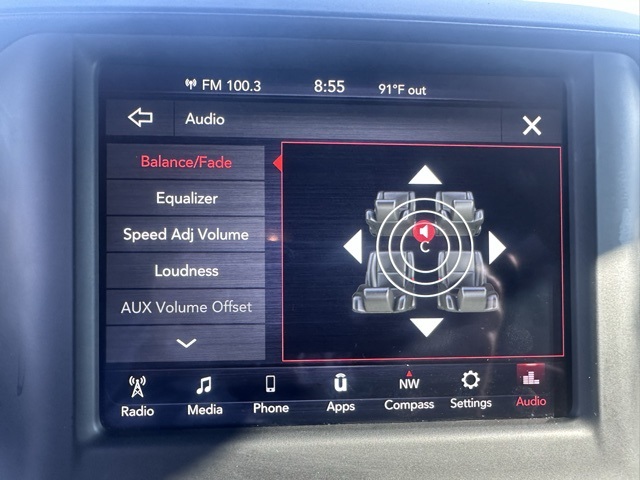 FM 100.3 8:55 91°F out
Audio
Balance/Fade
Equalizer
Speed Adj Volume
Loudness
AUX Volume Offset
C
NW
Radio Media Phone Apps Compass Settings Audio